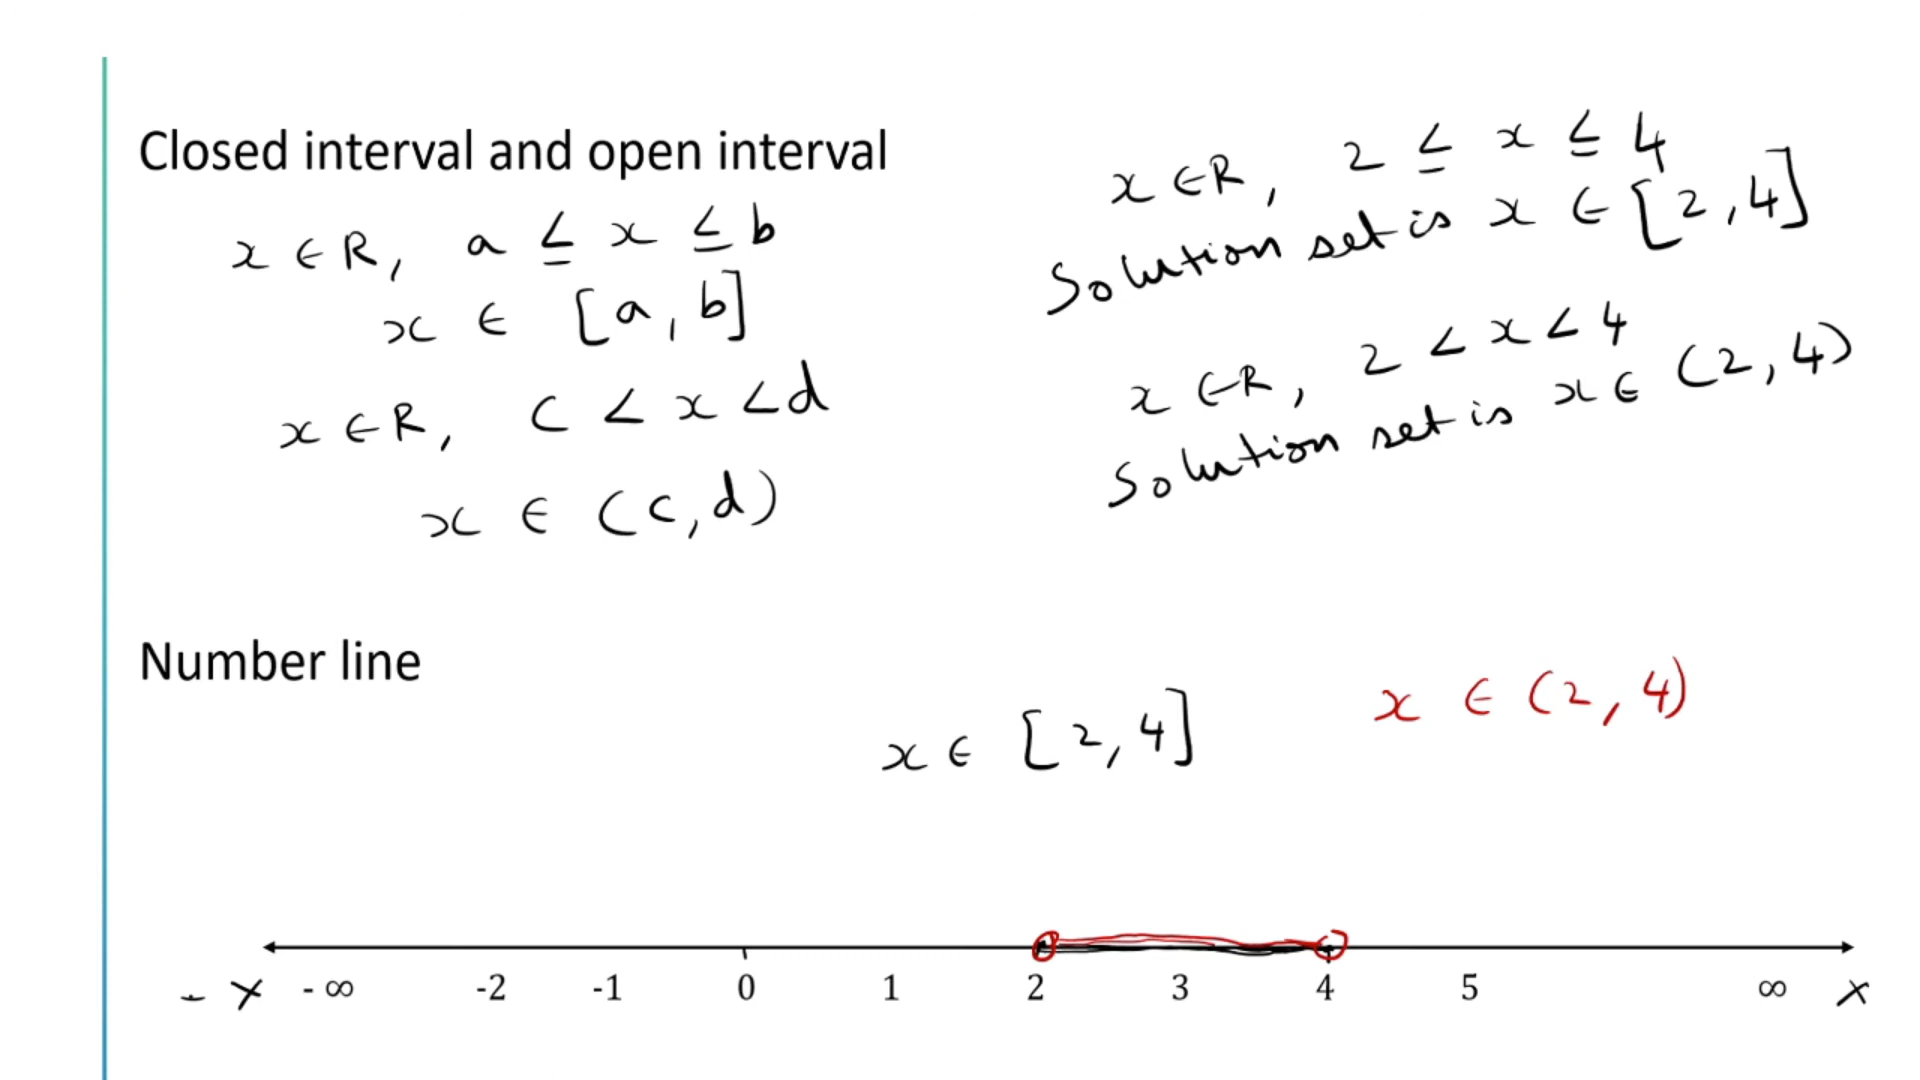 Closed interval and open interval
x ∈ R, a ≤ x ≤ b
x ∈ [a, b]
x ∈ R, c < x < d
x ∈ (c, d)
x ∈ R, 2 ≤ x ≤ 4
Solution set is x ∈ [2, 4]
x ∈ R, 2 < x < 4
Solution set is x ∈ (2, 4)
Number line
x ∈ [2, 4]
x ∈ (2, 4)
- X - ∞ -2 -1 0 1 2 3 4 5 ∞ X